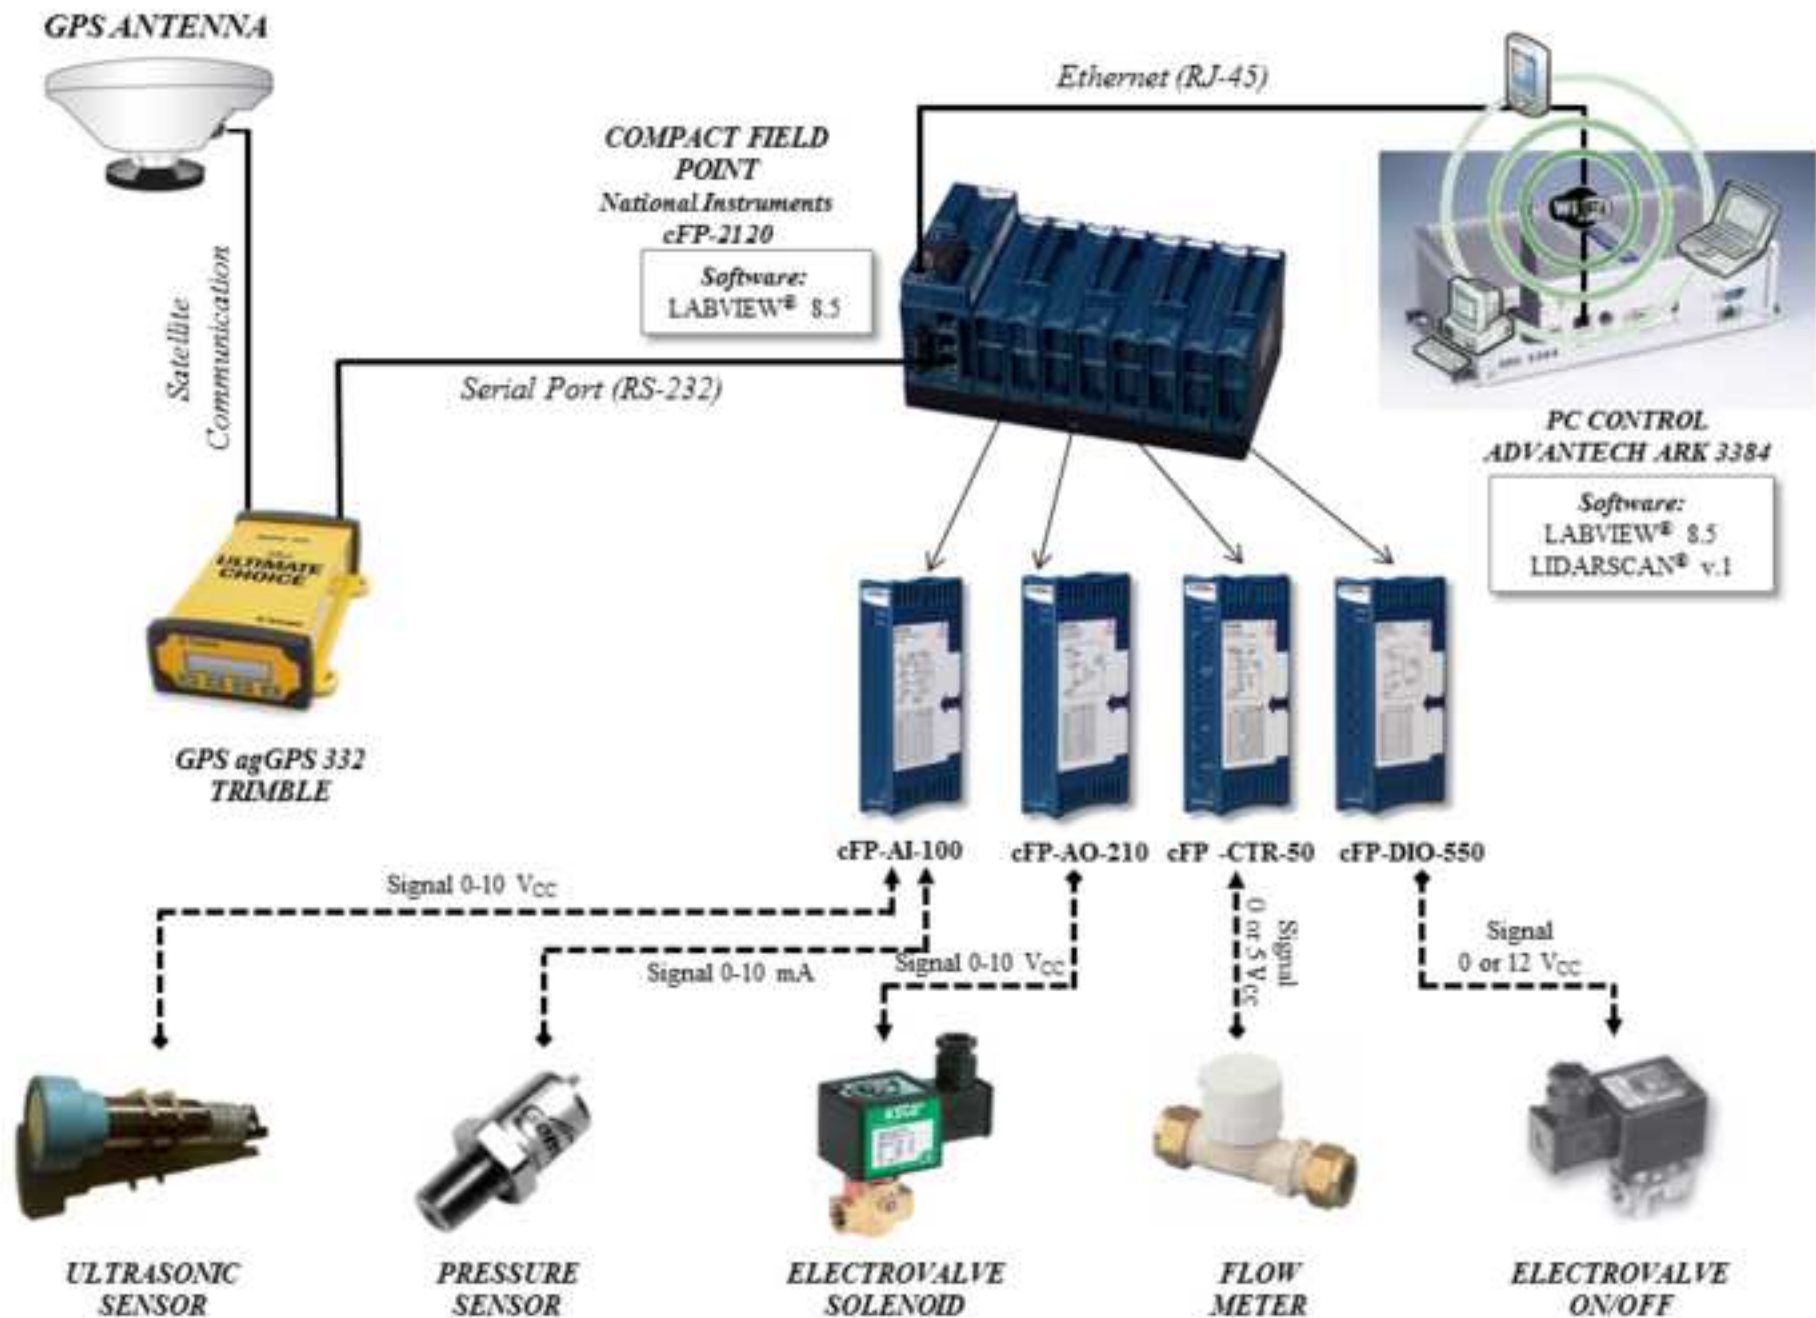 GPS ANTENNA
Ethernet (RJ-45)
COMPACT FIELD
POINT
National Instruments
cFP-2120
Software:
LABVIEW® 8.5
Satellite
Communication
Serial Port (RS-232)
PC CONTROL
ADVANTECH ARK 3384
Software:
LABVIEW® 8.5
LIDARSCAN® v.1
The
ULTIMATE
CHOICE
GPS agGPS 332
TRIMBLE
cFP-AI-100
cFP-AO-210
cFP -CTR-50
cFP-DIO-550
Signal 0-10 VCC
Signal 0-10 mA
Signal 0-10 VCC
Signal
0 or 5 VCC
Signal
0 or 12 VCC
ULTRASONIC
SENSOR
PRESSURE
SENSOR
ELECTROVALVE
SOLENOID
FLOW
METER
ELECTROVALVE
ON/OFF